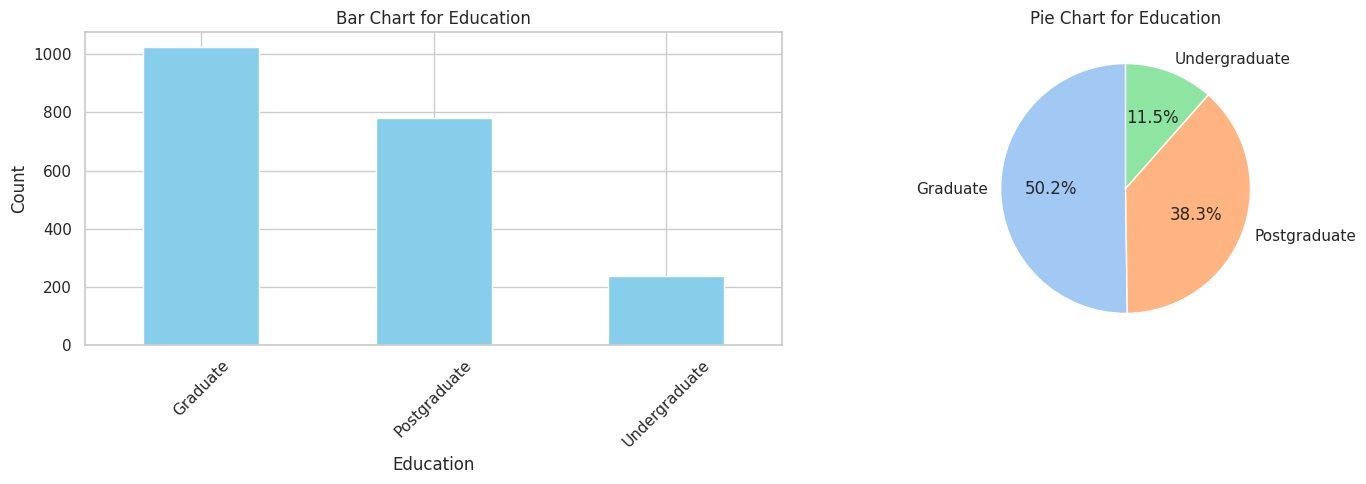 Bar Chart for Education
1000
800
600
400
200
0
Count
Graduate
Postgraduate
Undergraduate
Education
Pie Chart for Education
Undergraduate
11.5%
Graduate
50.2%
38.3%
Postgraduate